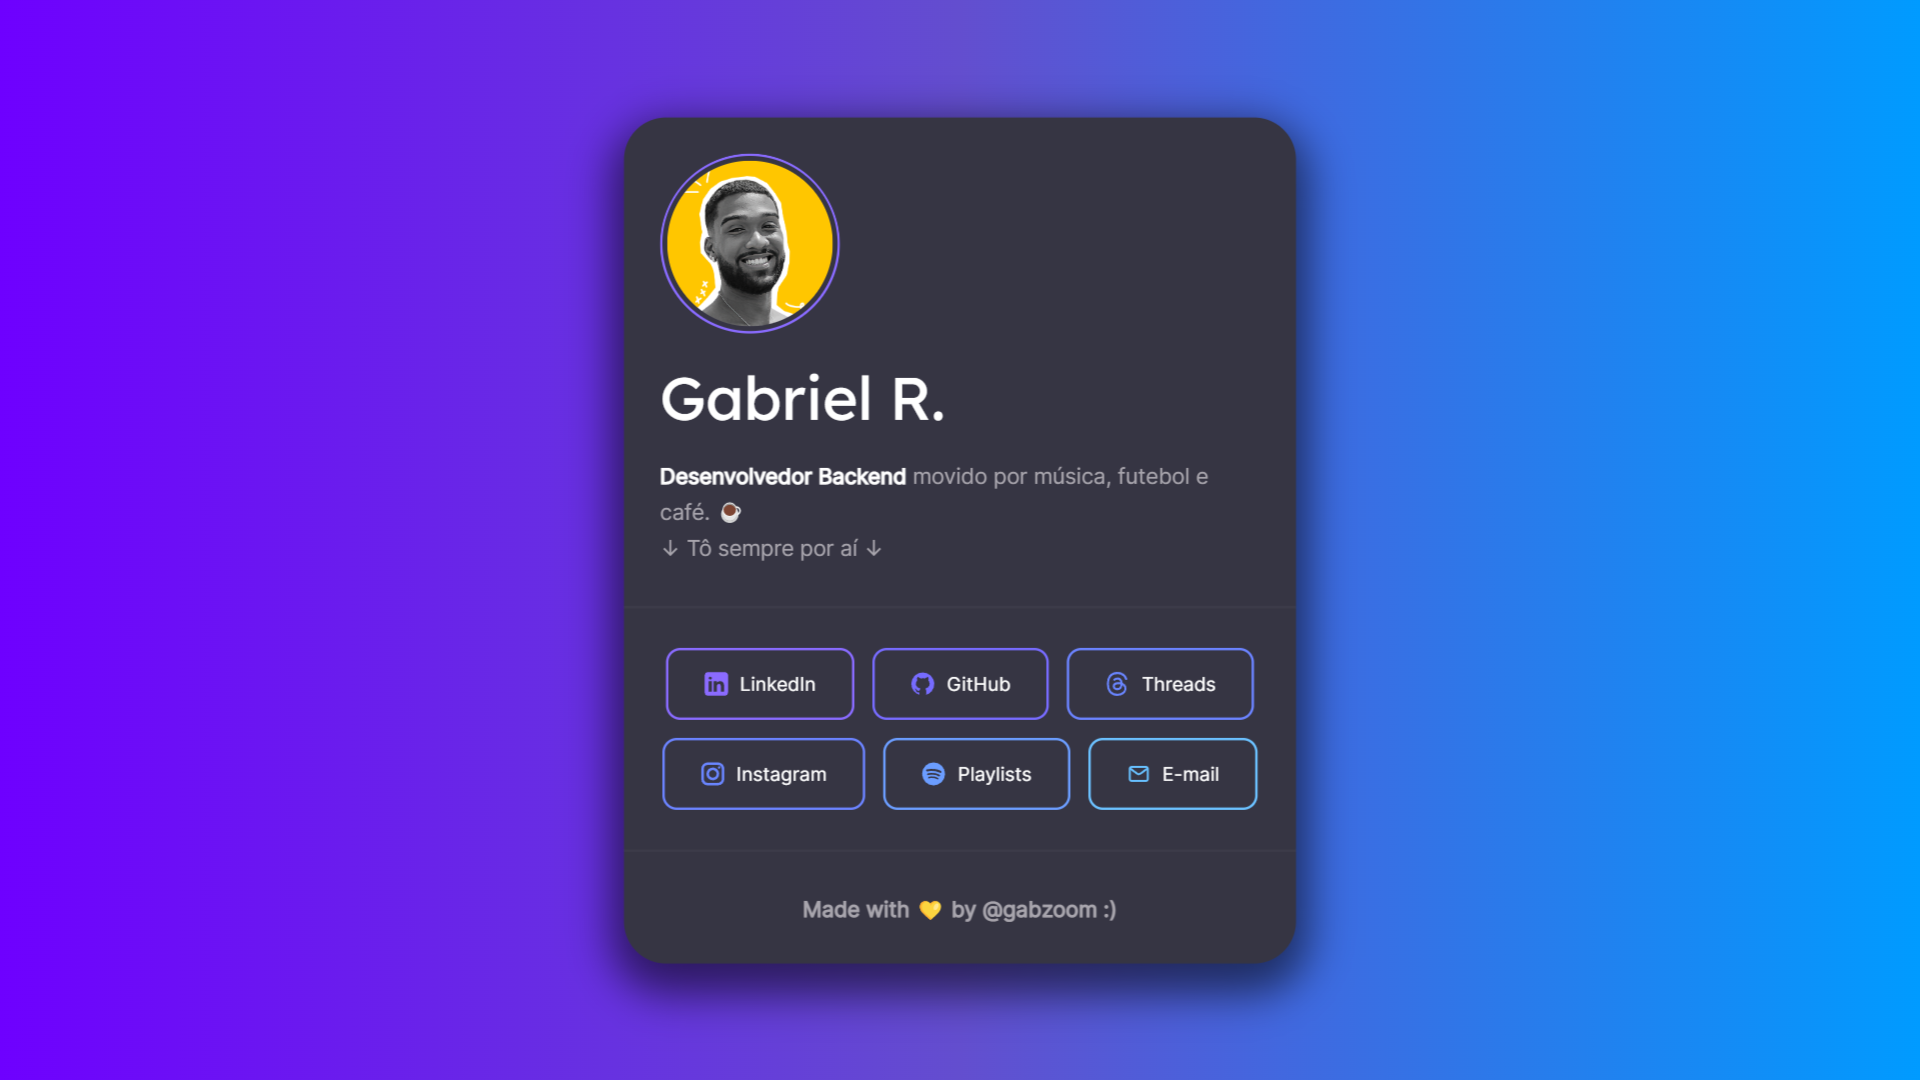 Gabriel R.
Desenvolvedor Backend movido por música, futebol e
café. ☕
↓ Tô sempre por aí ↓
LinkedIn GitHub Threads
Instagram Playlists E-mail
Made with 💛 by @gabzoom :)